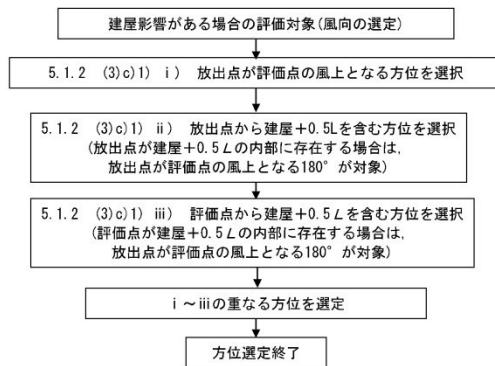 建屋影響がある場合の評価対象(風向の選定)
5.1.2 (3)c)1) ⅰ) 放出点が評価点の風上となる方位を選択
5.1.2 (3)c)1) ⅱ) 放出点から建屋+0.5Lを含む方位を選択
(放出点が建屋+0.5Lの内部に存在する場合は,
放出点が評価点の風上となる180°が対象)
5.1.2 (3)c)1) ⅲ) 評価点から建屋+0.5Lを含む方位を選択
(評価点が建屋+0.5Lの内部に存在する場合は,
放出点が評価点の風上となる180°が対象)
ⅰ~ⅲの重なる方位を選定
方位選定終了